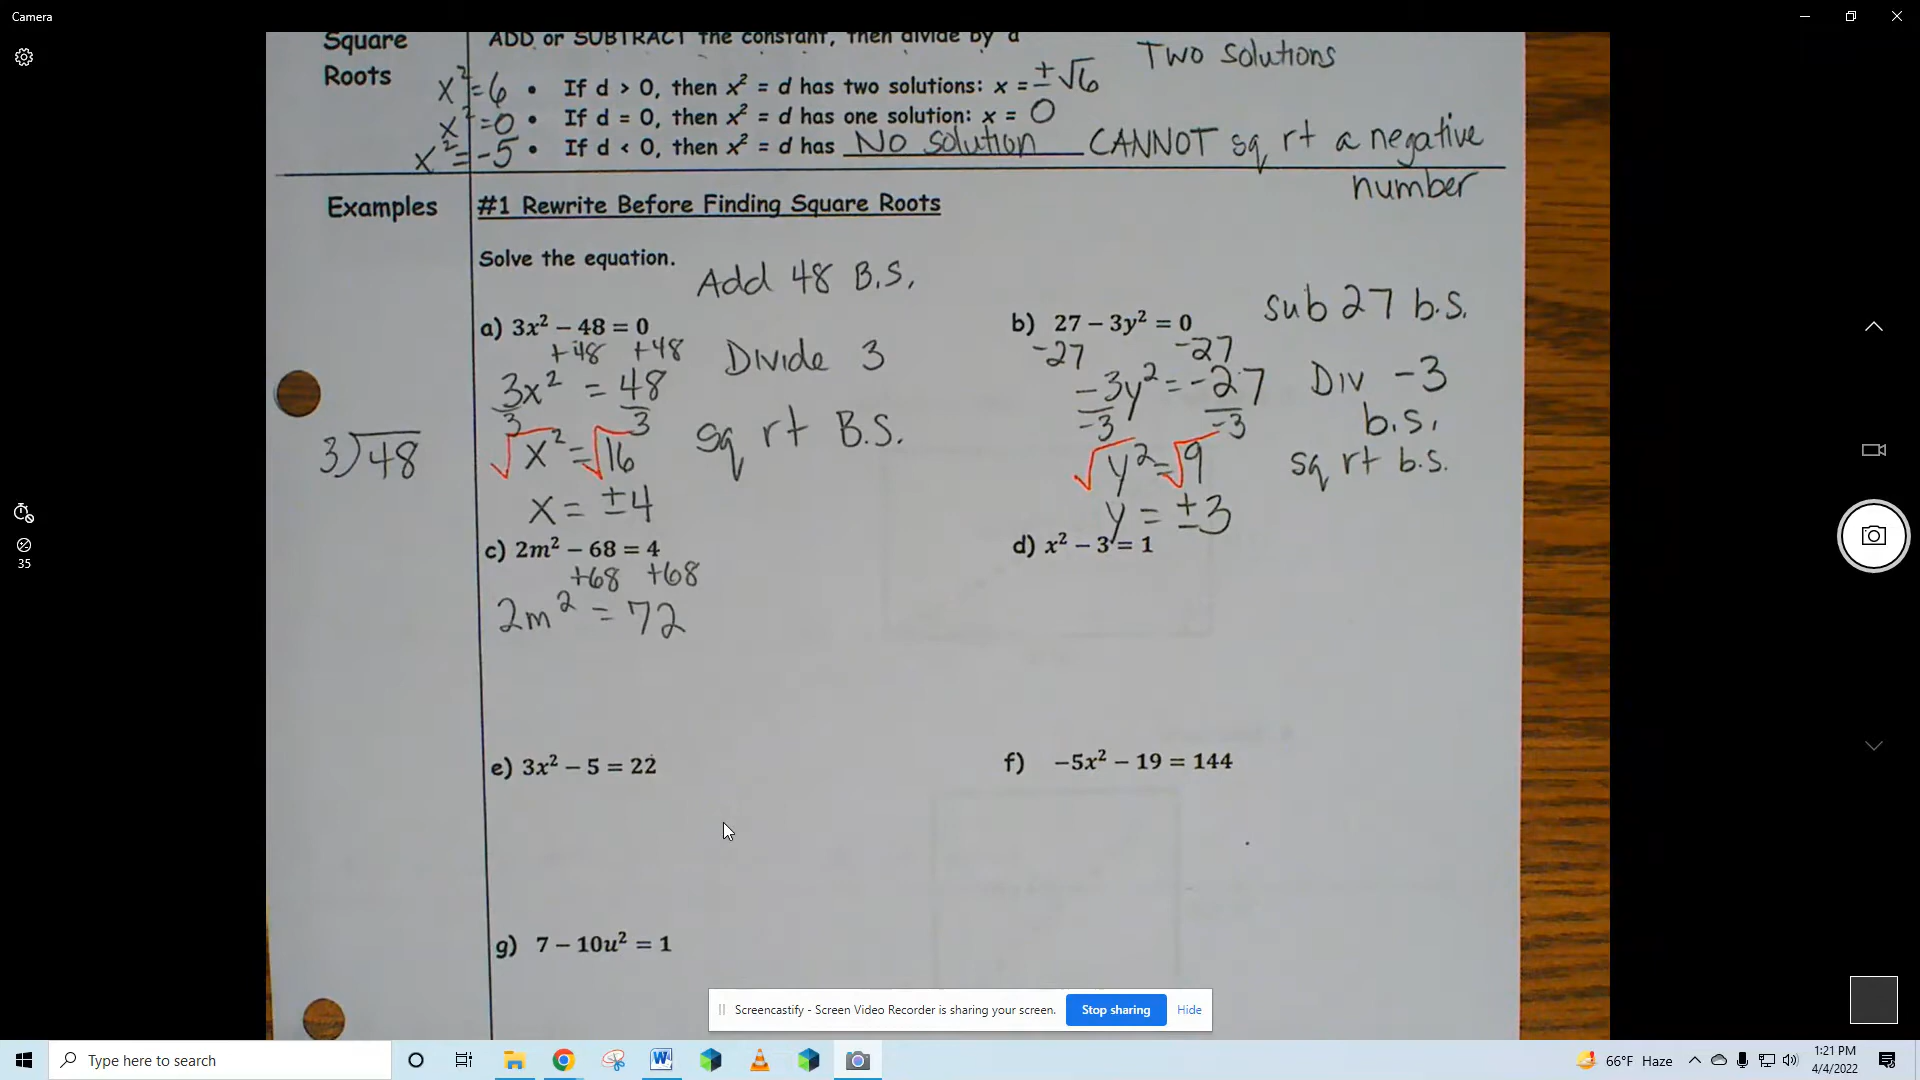 Camera
Square
Roots
ADD or SUBTRACT the constant, then divide by a
Two solutions
x² = 6 • If d > 0, then x² = d has two solutions: x = ±√6
x² = 0 • If d = 0, then x² = d has one solution: x = 0
x² = -5 • If d < 0, then x² = d has No solution CANNOT sq rt a negative
number
Examples
#1 Rewrite Before Finding Square Roots
Solve the equation.
Add 48 B.S.
a) 3x² − 48 = 0
+48 +48
Divide 3
3x² = 48
3 3
√x² = √16
sq rt B.S.
x = ±4
3)48
b) 27 − 3y² = 0
sub 27 b.s.
-27 -27
-3y² = -27
-3 -3
Div -3
b.s.
√y² = √9
sq rt b.s.
y = ±3
c) 2m² − 68 = 4
+68 +68
2m² = 72
d) x² − 3 = 1
e) 3x² − 5 = 22
f) −5x² − 19 = 144
g) 7 − 10u² = 1
35
Screencastify - Screen Video Recorder is sharing your screen.
Stop sharing
Hide
Type here to search
66°F Haze
1:21 PM
4/4/2022